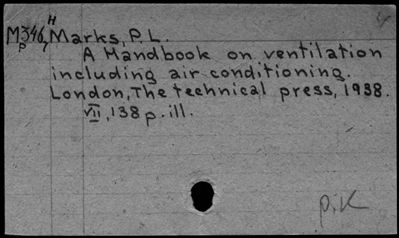 H
M346 Marks, P. L.
p 7
A Handbook on ventilation
including air conditioning.
London, The technical press, 1938.
VII, 138 p. ill.
p.K